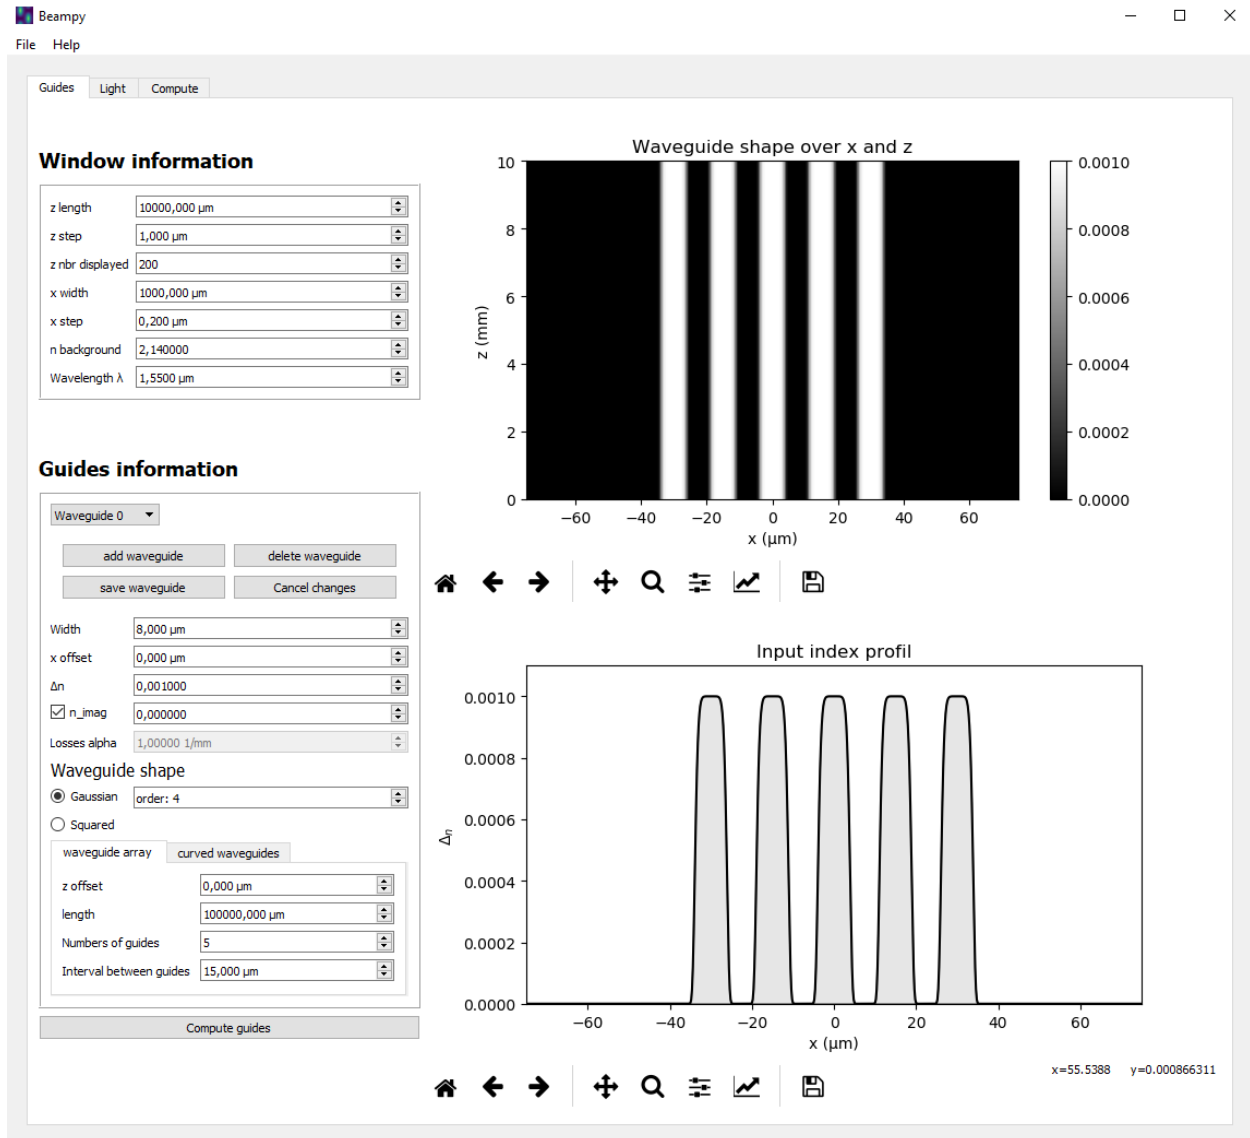 Beampy
File Help
Guides Light Compute
Window information
z length 10000,000 µm
z step 1,000 µm
z nbr displayed 200
x width 1000,000 µm
x step 0,200 µm
n background 2,140000
Wavelength λ 1,5500 µm
Guides information
Waveguide 0
add waveguide delete waveguide
save waveguide Cancel changes
Width 8,000 µm
x offset 0,000 µm
Δn 0,001000
n_imag 0,000000
Losses alpha 1,00000 1/mm
Waveguide shape
Gaussian order: 4
Squared
waveguide array curved waveguides
z offset 0,000 µm
length 100000,000 µm
Numbers of guides 5
Interval between guides 15,000 µm
Compute guides
Waveguide shape over x and z
10
8
6
4
2
0
z (mm)
−60 −40 −20 0 20 40 60
x (µm)
0.0010
0.0008
0.0006
0.0004
0.0002
0.0000
Input index profil
0.0010
0.0008
0.0006
0.0004
0.0002
0.0000
Δn
−60 −40 −20 0 20 40 60
x (µm)
x=55.5388 y=0.000866311